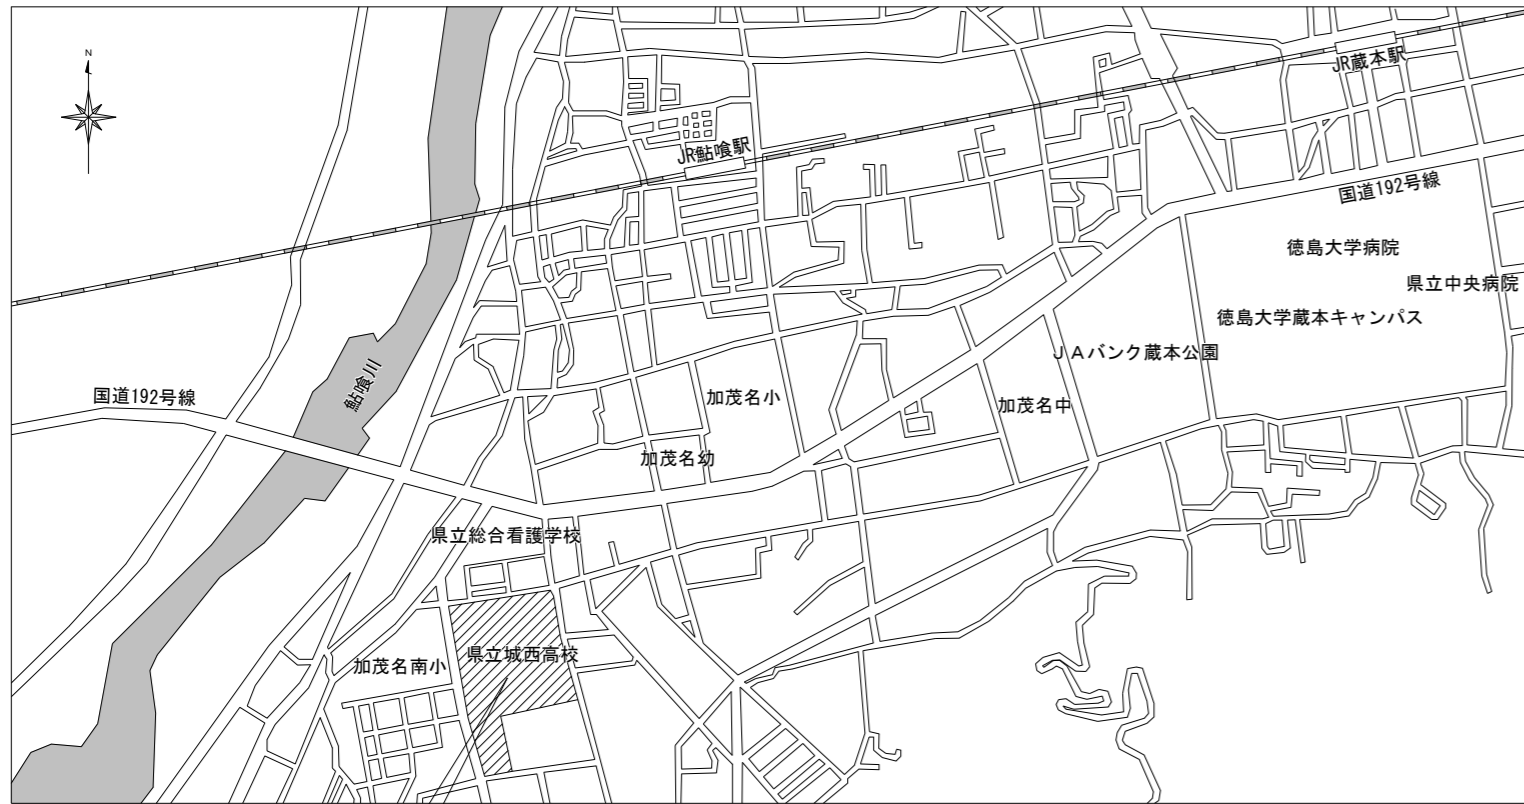 N
JR蔵本駅
JR鮎喰駅
国道192号線
徳島大学病院
県立中央病院
徳島大学蔵本キャンパス
ＪＡバンク蔵本公園
鮎喰川
国道192号線
加茂名小
加茂名中
加茂名幼
県立総合看護学校
県立城西高校
加茂名南小